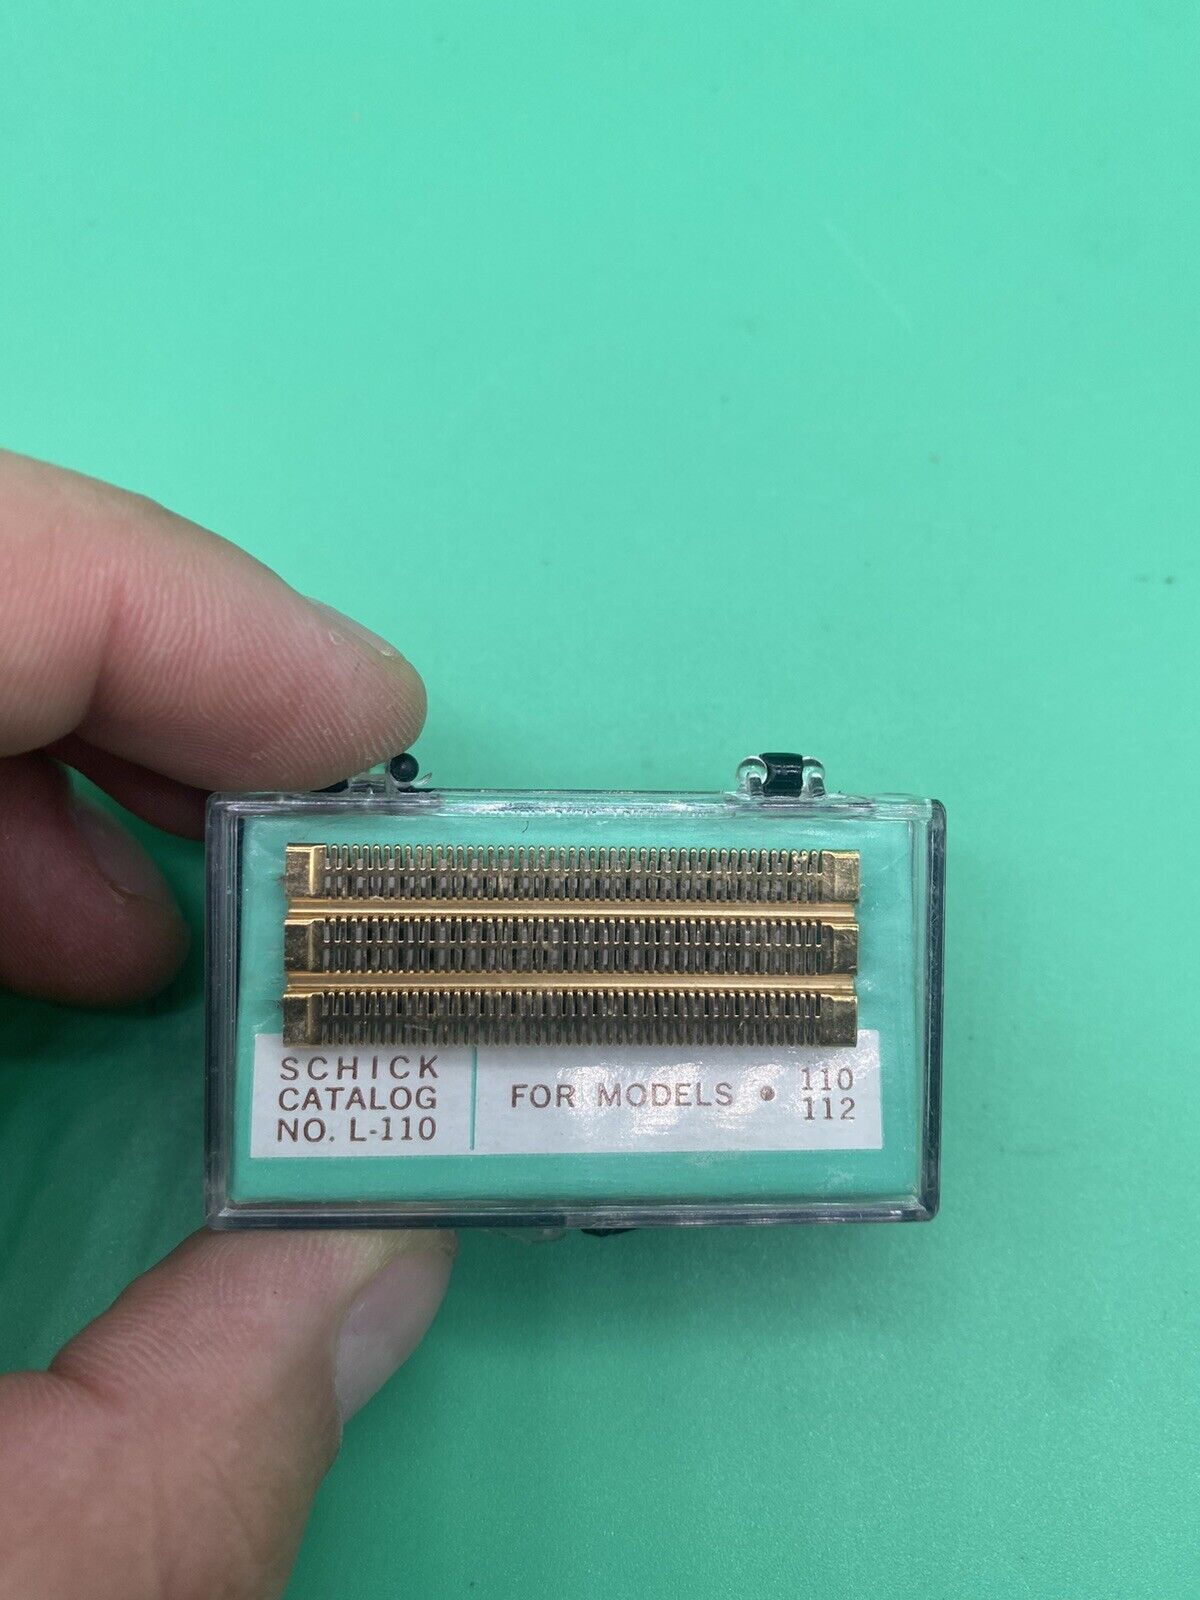 SCHICK
CATALOG
NO. L-110
FOR MODELS • 110
112